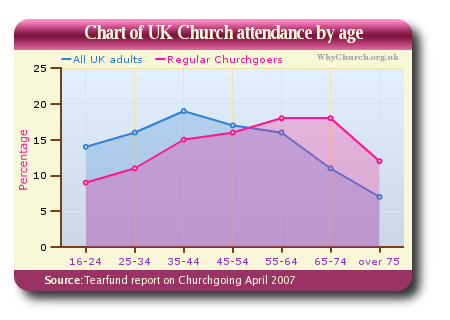 Chart of UK Church attendance by age
All UK adults Regular Churchgoers WhyChurch.org.uk
25
20
15
10
5
0
Percentage
16-24 25-34 35-44 45-54 55-64 65-74 over 75
Source:Tearfund report on Churchgoing April 2007